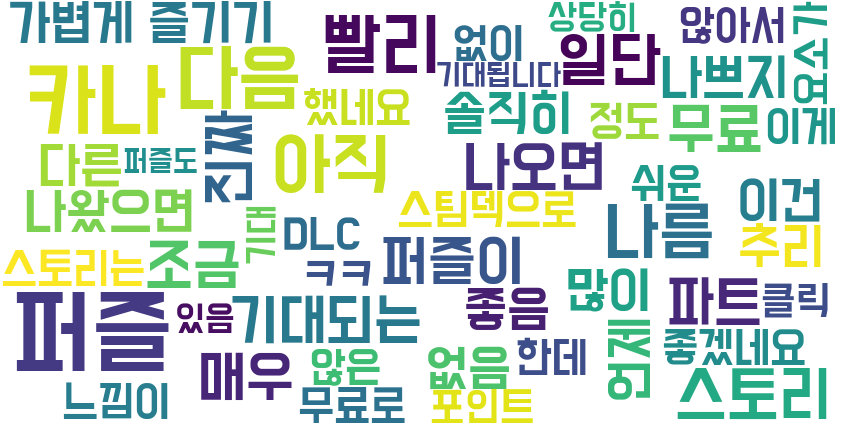 가볍게 즐기기
빨리
없이
상당히
않아서
요소가
다음
일단
카나
기대됩니다
나쁘지
했네요
솔직히
정도
무료
이게
진짜
다른
퍼즐도
아직
나오면
쉬운
나왔으면
이건
기대
DLC
스팀덱으로
나름
추리
스토리는
조금
ㅋㅋ
퍼즐이
많이
퍼즐
있음
기대되는
좋음
파트
클릭
매우
않은
없음
한데
언제
좋겠네요
느낌이
무료로
포인트
스토리